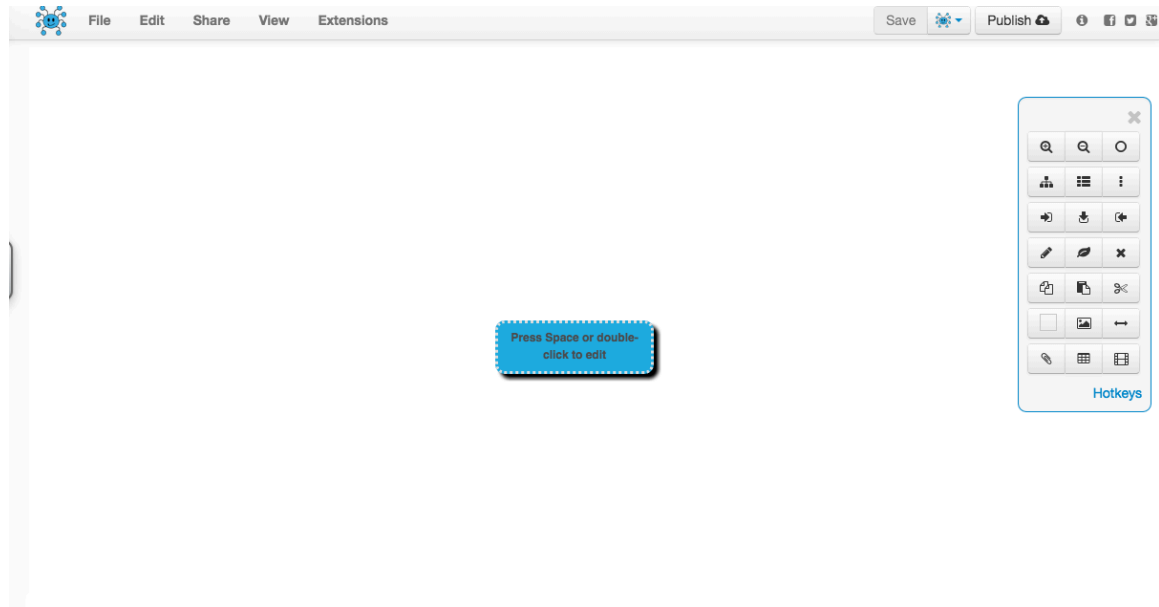 File Edit Share View Extensions Save Publish
Press Space or double-
click to edit
Hotkeys